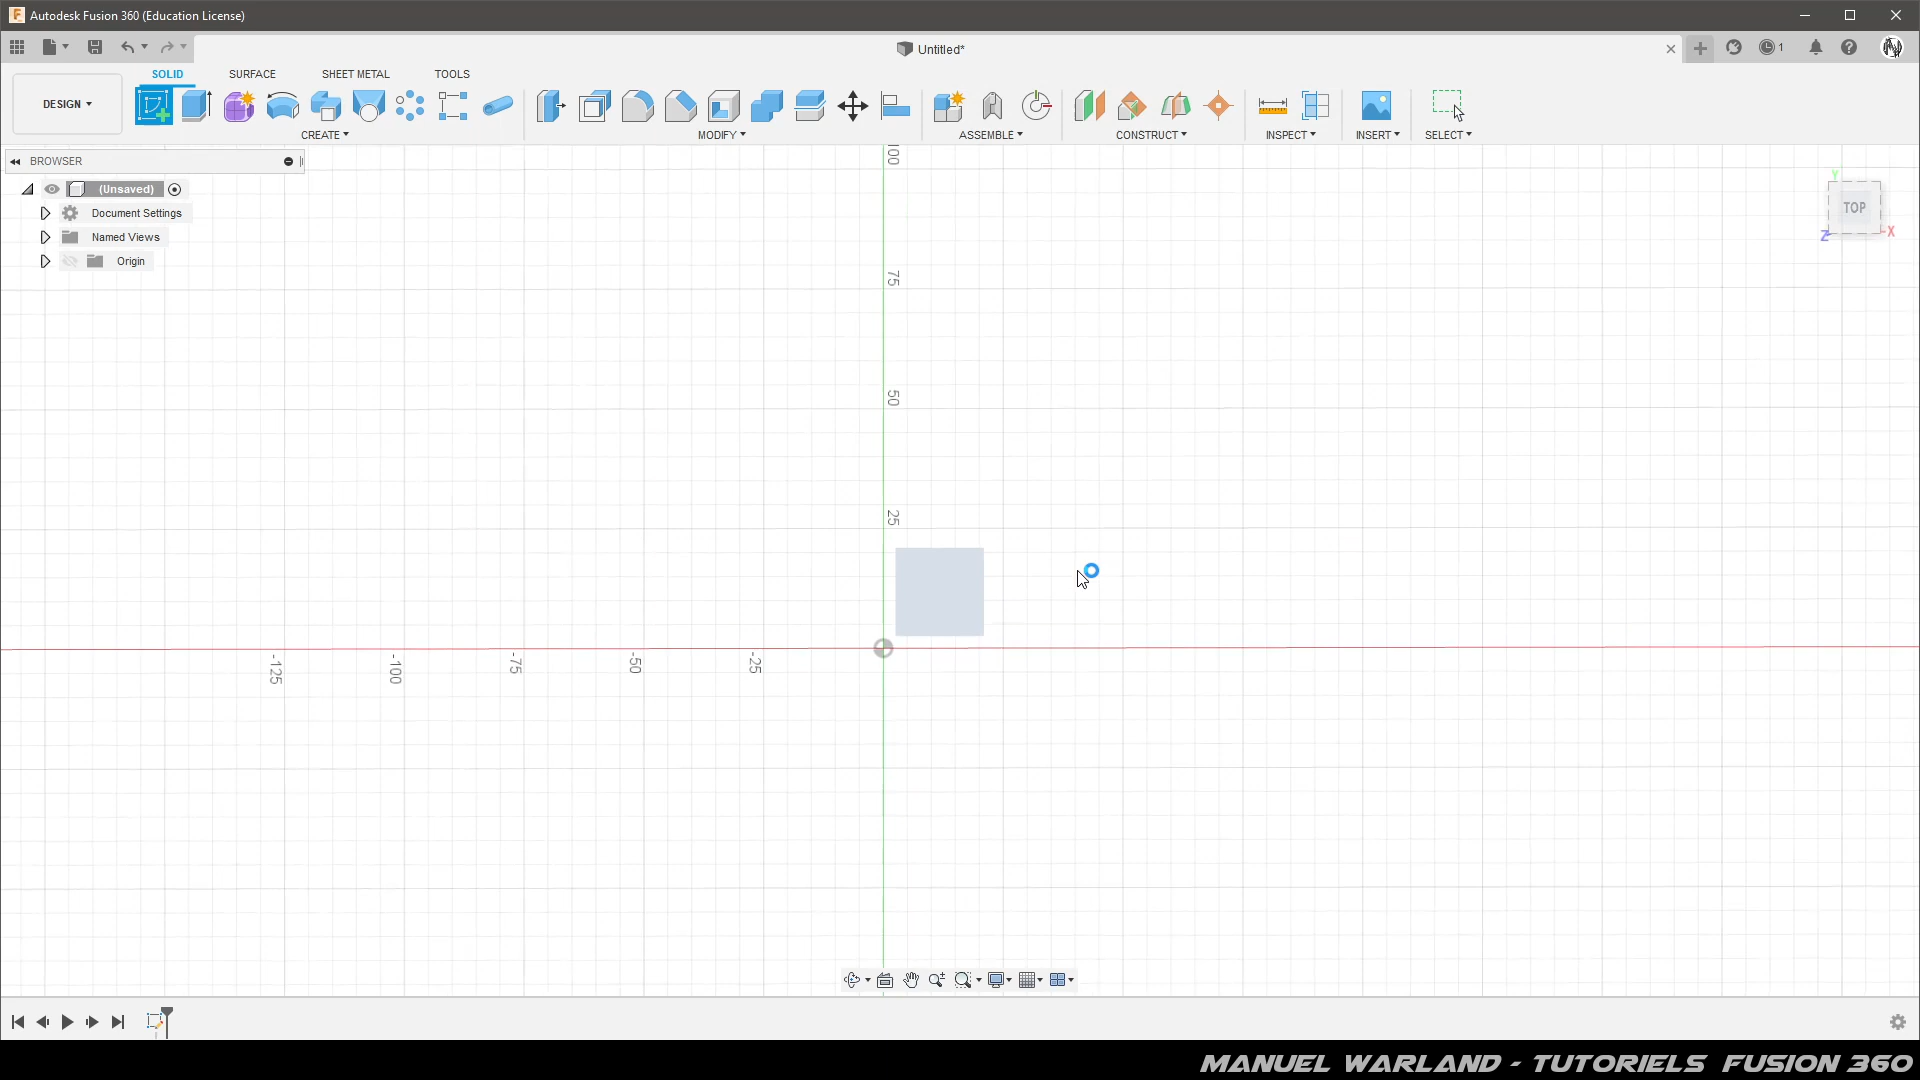 Autodesk Fusion 360 (Education License)
Untitled*
1
SOLID SURFACE SHEET METAL TOOLS
DESIGN
CREATE MODIFY ASSEMBLE CONSTRUCT INSPECT INSERT SELECT
BROWSER
(Unsaved)
Document Settings
Named Views
Origin
TOP
Y
X
Z
100
75
50
25
-125
-100
-75
-50
-25
MANUEL WARLAND - TUTORIELS FUSION 360